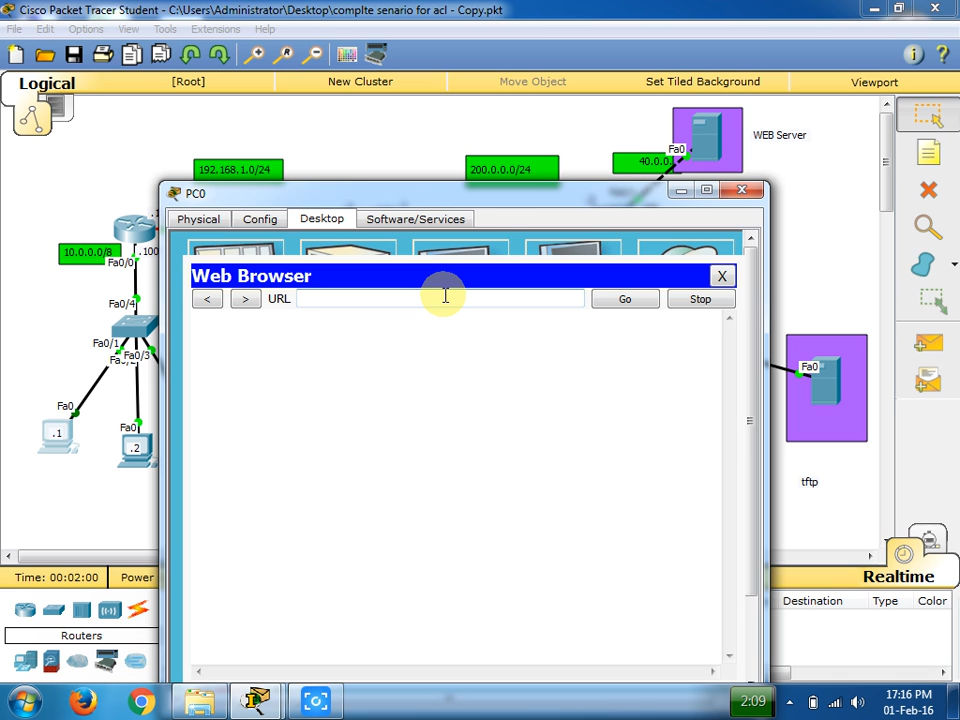 Cisco Packet Tracer Student - C:\Users\Administrator\Desktop\complte senario for acl - Copy.pkt
File Edit Options View Tools Extensions Help
Logical [Root] New Cluster Move Object Set Tiled Background Viewport
WEB Server
Fa0
192.168.1.0/24 200.0.0.0/24 40.0.0.
PC0
Physical Config Desktop Software/Services
10.0.0.0/8 .100
Fa0/0
Web Browser X
< > URL Go Stop
Fa0/4
Fa0/1
Fa0/3
Fa0
Fa0
Fa0
.1
.2
tftp
Time: 00:02:00 Power
Realtime
Destination Type Color
Routers
2:09
17:16 PM
01-Feb-16